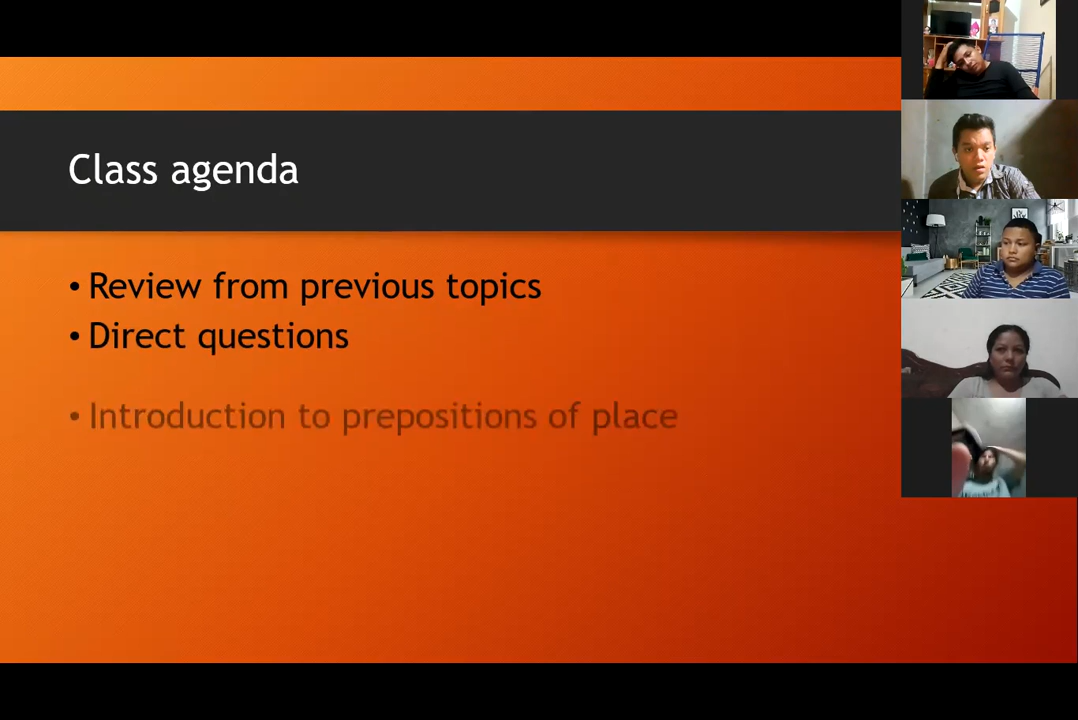 Class agenda
• Review from previous topics
• Direct questions
• Introduction to prepositions of place